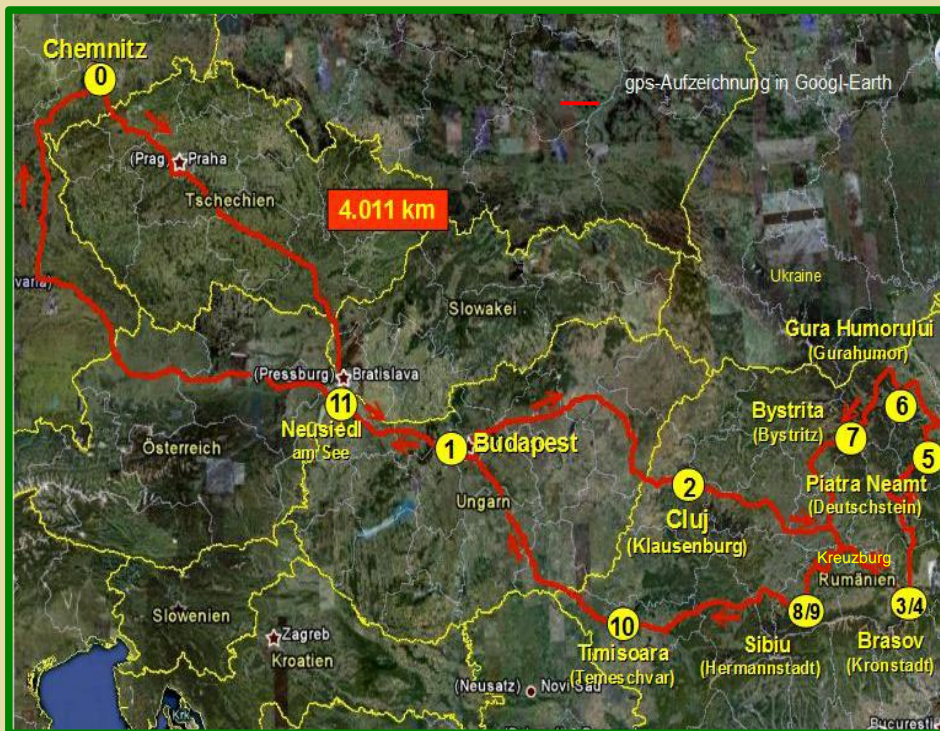 Chemnitz
0
gps-Aufzeichnung in Googl-Earth
(Prag
Praha
Tschechien
4.011 km
varia)
Slowakei
Ukraine
Gura Humorului
(Gurahumor)
(Pressburg)
Bratislava
11
Neusiedl
am See
Österreich
1
Budapest
Ungarn
2
Cluj
(Klausenburg)
Bystrita
(Bystritz)
7
6
5
Piatra Neamt
(Deutschstein)
Kreuzburg
Rumänien
3/4
Brasov
(Kronstadt)
8/9
Sibiu
(Hermannstadt)
10
Timisoara
(Temeschvar)
Slowenien
Zagreb
Kroatien
(Neusatz)
Novi Sad
Krk
Bucureşti